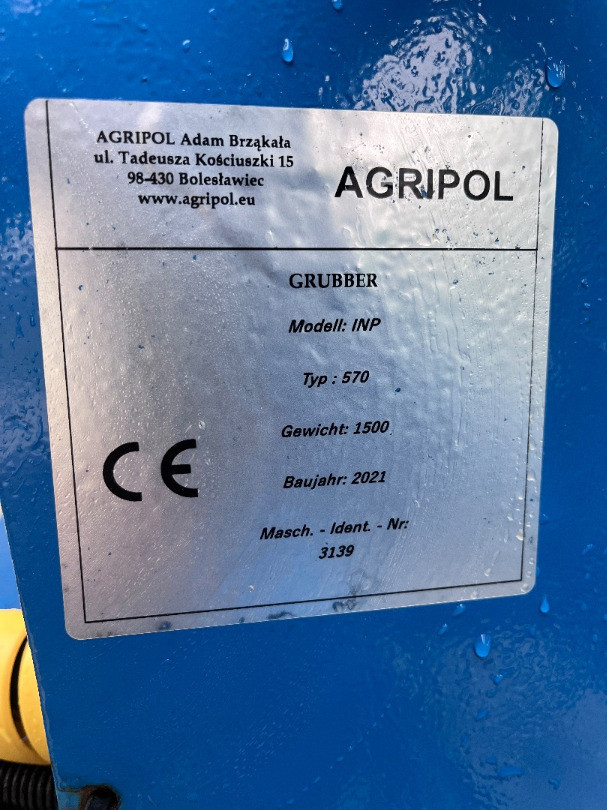 AGRIPOL Adam Brząkała
ul. Tadeusza Kościuszki 15
98-430 Bolesławiec
www.agripol.eu
AGRIPOL
GRUBBER
Modell: INP
Typ : 570
Gewicht: 1500
Baujahr: 2021
Masch. - Ident. - Nr:
3139
CE